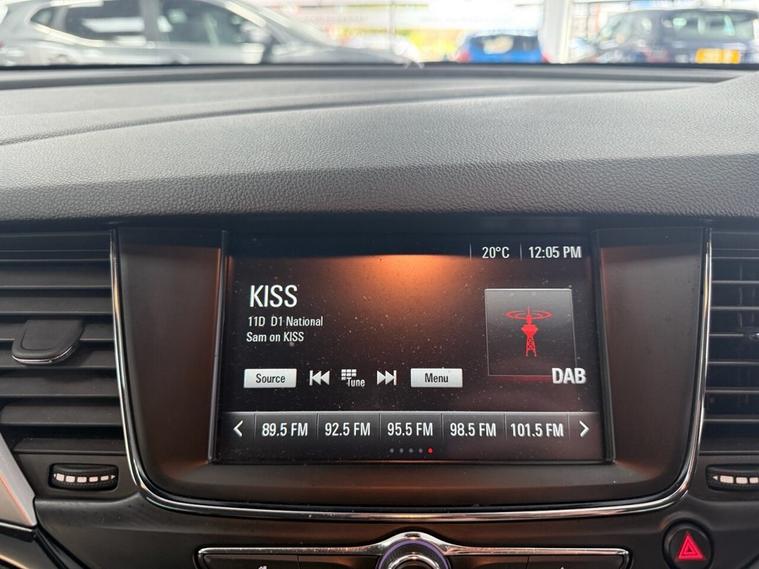 20°C 12:05 PM
KISS
11D D1 National
Sam on KISS
Source Tune Menu
DAB
89.5 FM 92.5 FM 95.5 FM 98.5 FM 101.5 FM